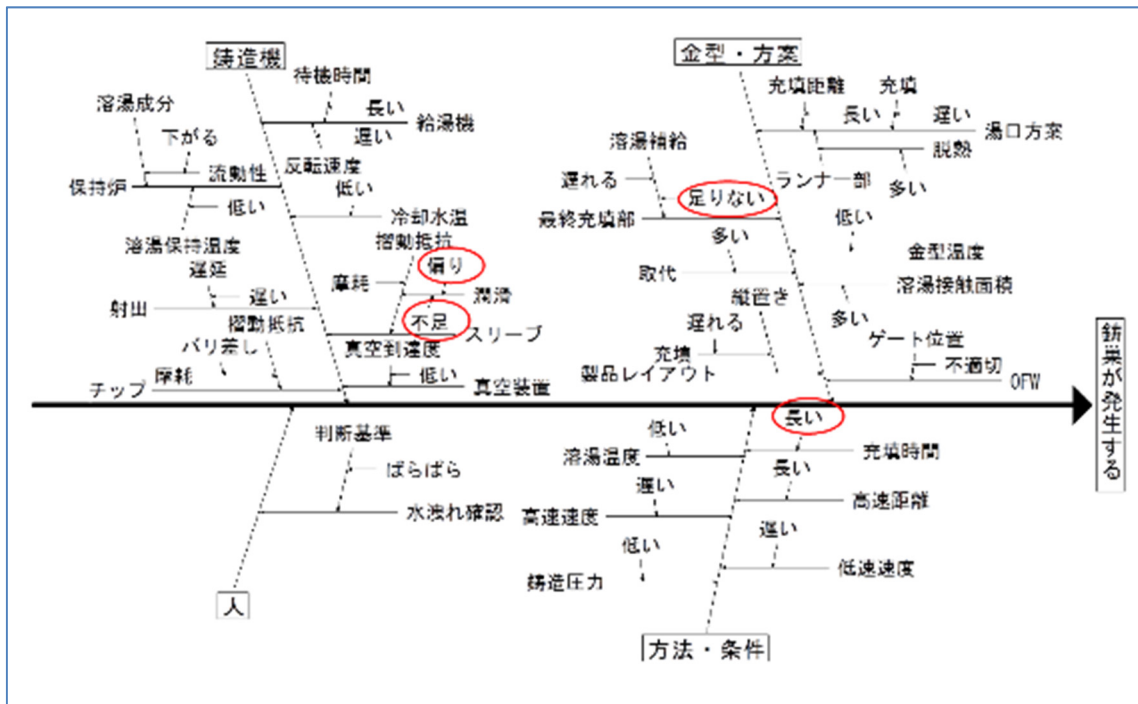 鋳造機
待機時間
長い
給湯機
遅い
反転速度
溶湯成分
下がる
流動性
保持炉
低い
溶湯保持温度
低い
冷却水温
摺動抵抗
偏り
摩耗
潤滑
不足
スリーブ
遅延
遅い
射出
摺動抵抗
バリ差し
摩耗
チップ
真空到達度
低い
真空装置
金型・方案
充填距離
充填
長い
遅い
湯口方案
脱熱
ランナー部
多い
溶湯補給
遅れる
足りない
最終充填部
低い
金型温度
多い
取代
溶湯接触面積
多い
縦置き
遅れる
充填
製品レイアウト
ゲート位置
不適切
OFW
鋳巣が発生する
判断基準
ばらばら
水洩れ確認
人
長い
充填時間
低い
溶湯温度
長い
高速距離
遅い
高速速度
遅い
低速速度
低い
鋳造圧力
方法・条件